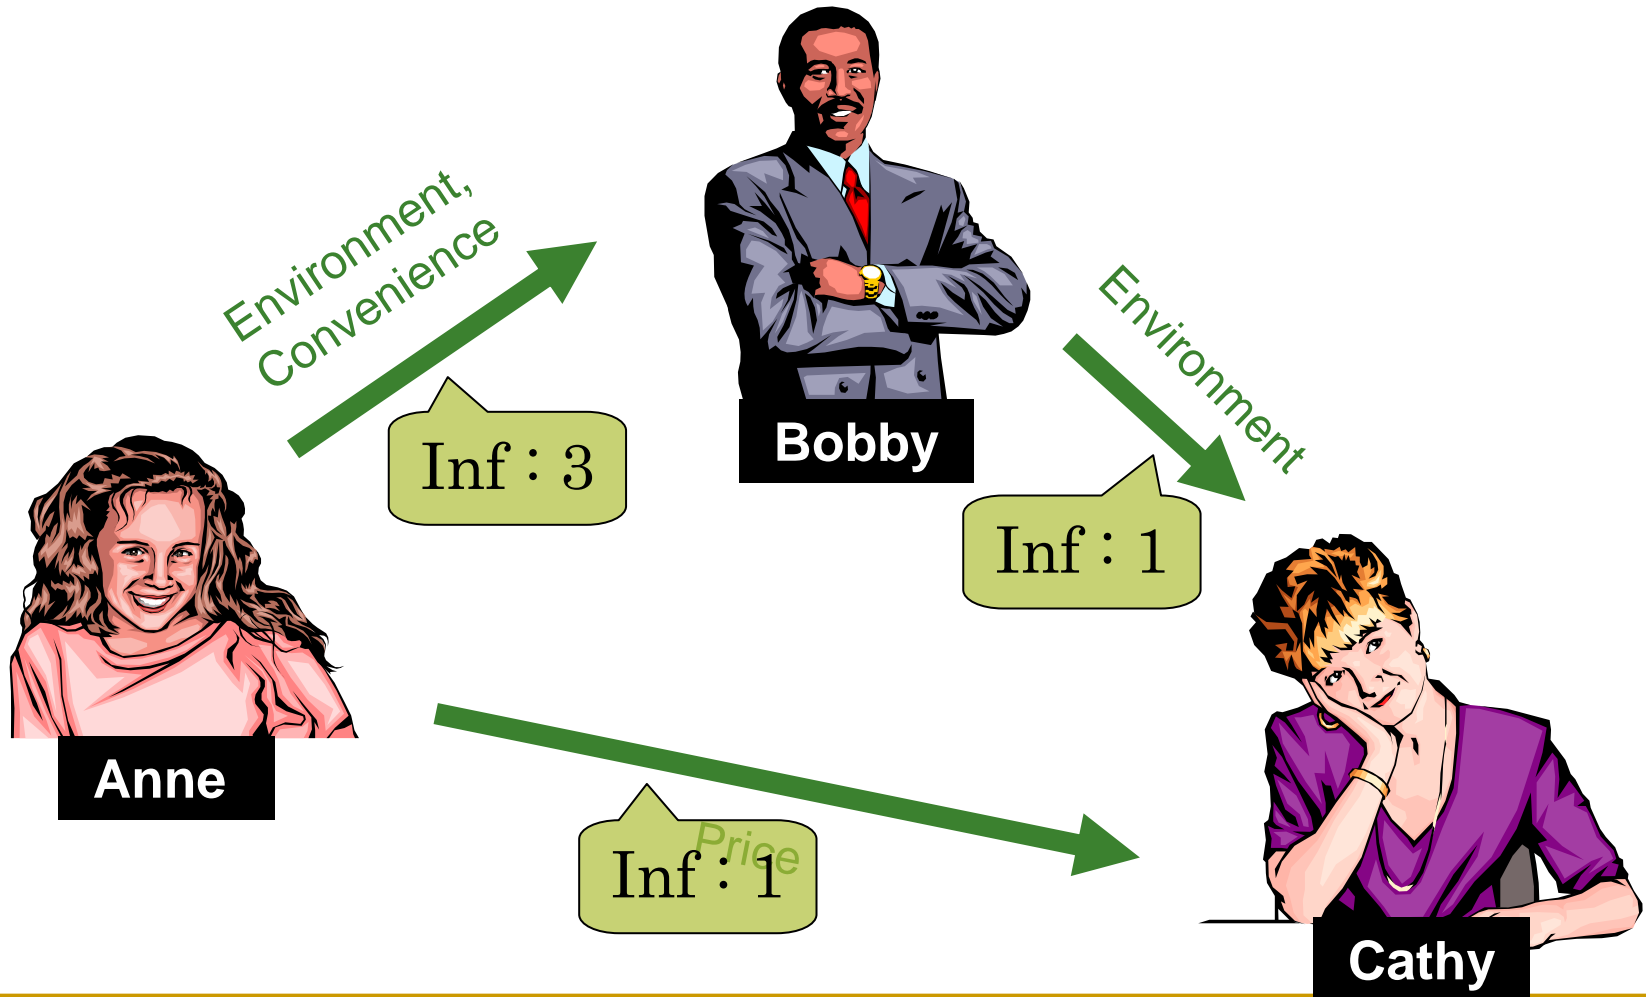 Environment,
Convenience
Environment
Inf : 3
Bobby
Inf : 1
Anne
Price
Inf : 1
Cathy